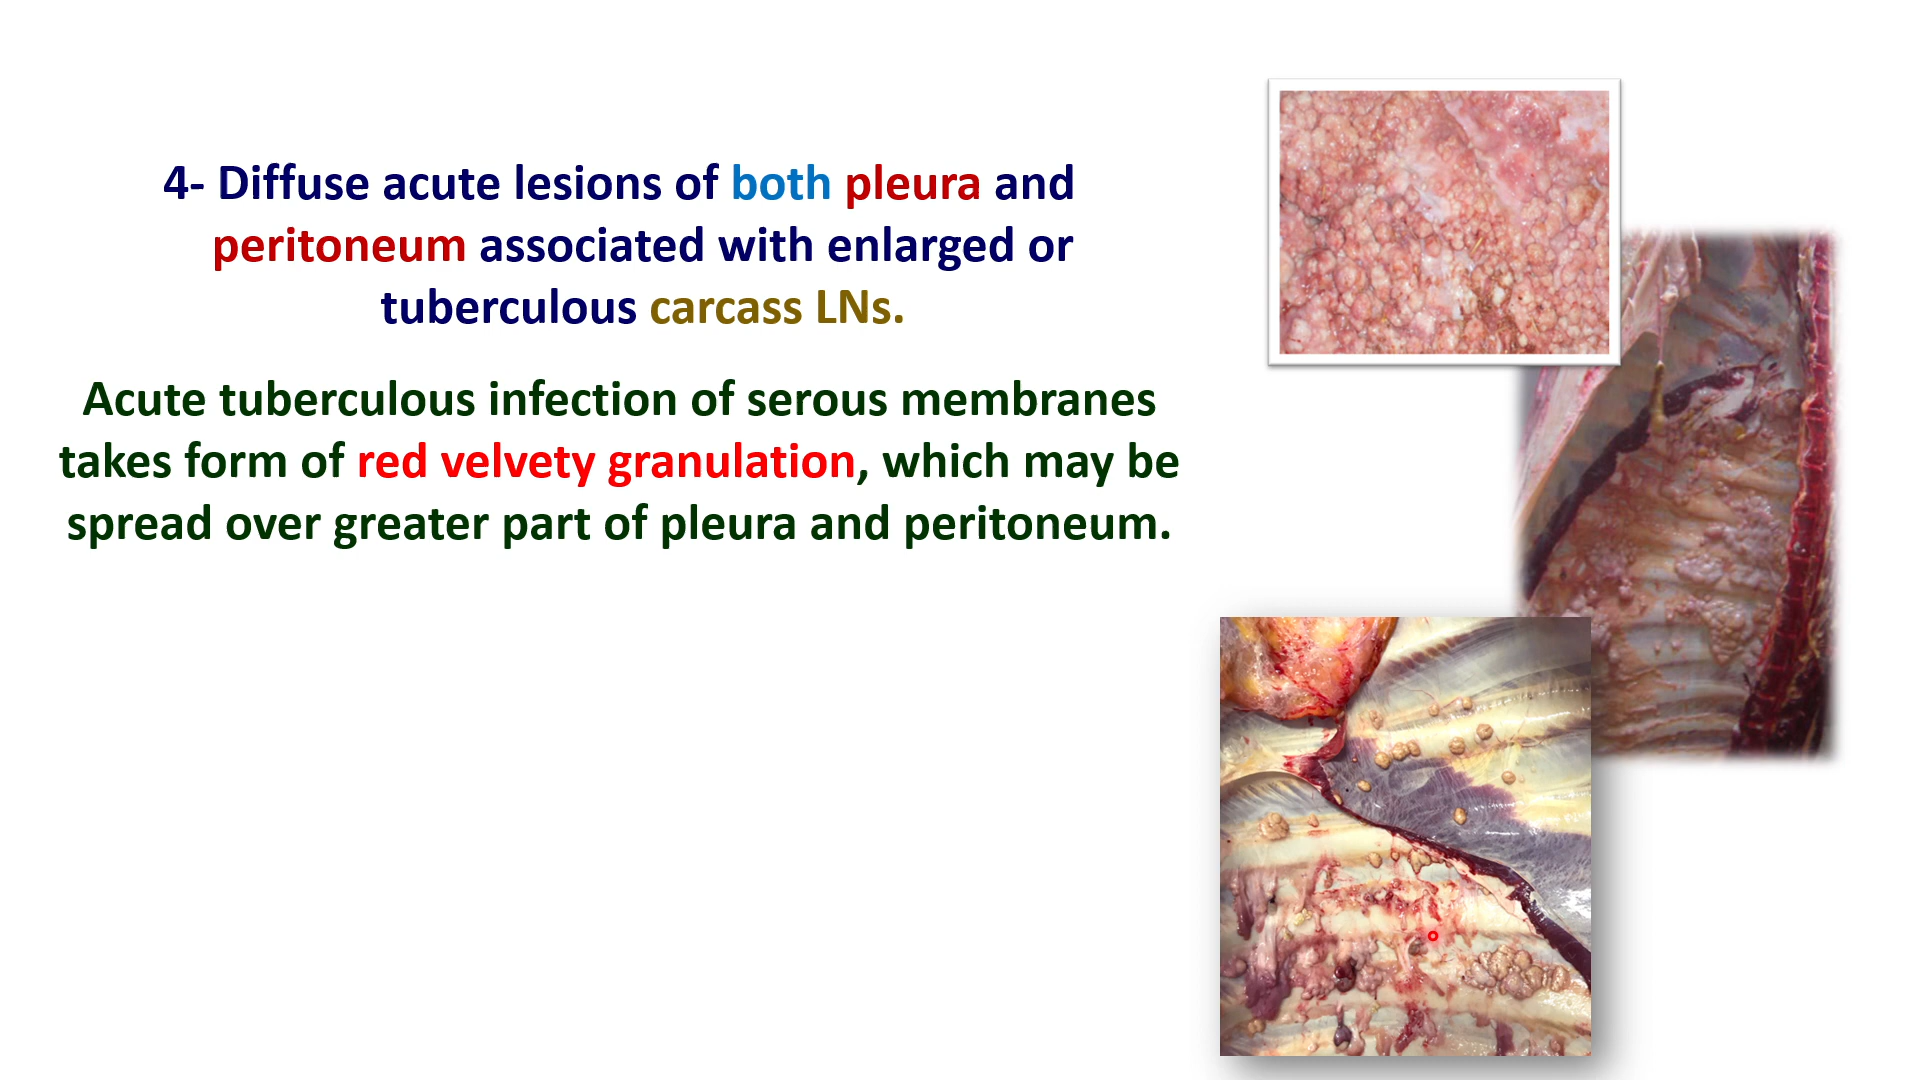 4- Diffuse acute lesions of both pleura and
peritoneum associated with enlarged or
tuberculous carcass LNs.
Acute tuberculous infection of serous membranes
takes form of red velvety granulation, which may be
spread over greater part of pleura and peritoneum.